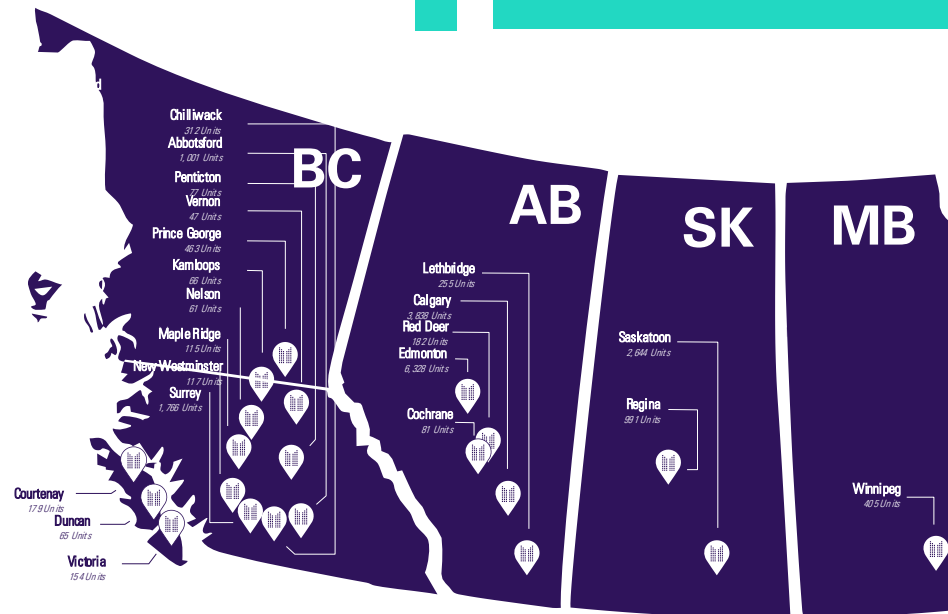 Chilliwack
312 Units
Abbotsford
1,001 Units
BC
Penticton
77 Units
Vernon
47 Units
Prince George
463 Units
Kamloops
66 Units
Nelson
61 Units
Maple Ridge
115 Units
New Westminster
117 Units
Surrey
1,766 Units
Courtenay
179 Units
Duncan
65 Units
Victoria
154 Units
AB
Lethbridge
255 Units
Calgary
3,838 Units
Red Deer
182 Units
Edmonton
6,328 Units
Cochrane
81 Units
SK
Saskatoon
2,644 Units
Regina
991 Units
MB
Winnipeg
405 Units